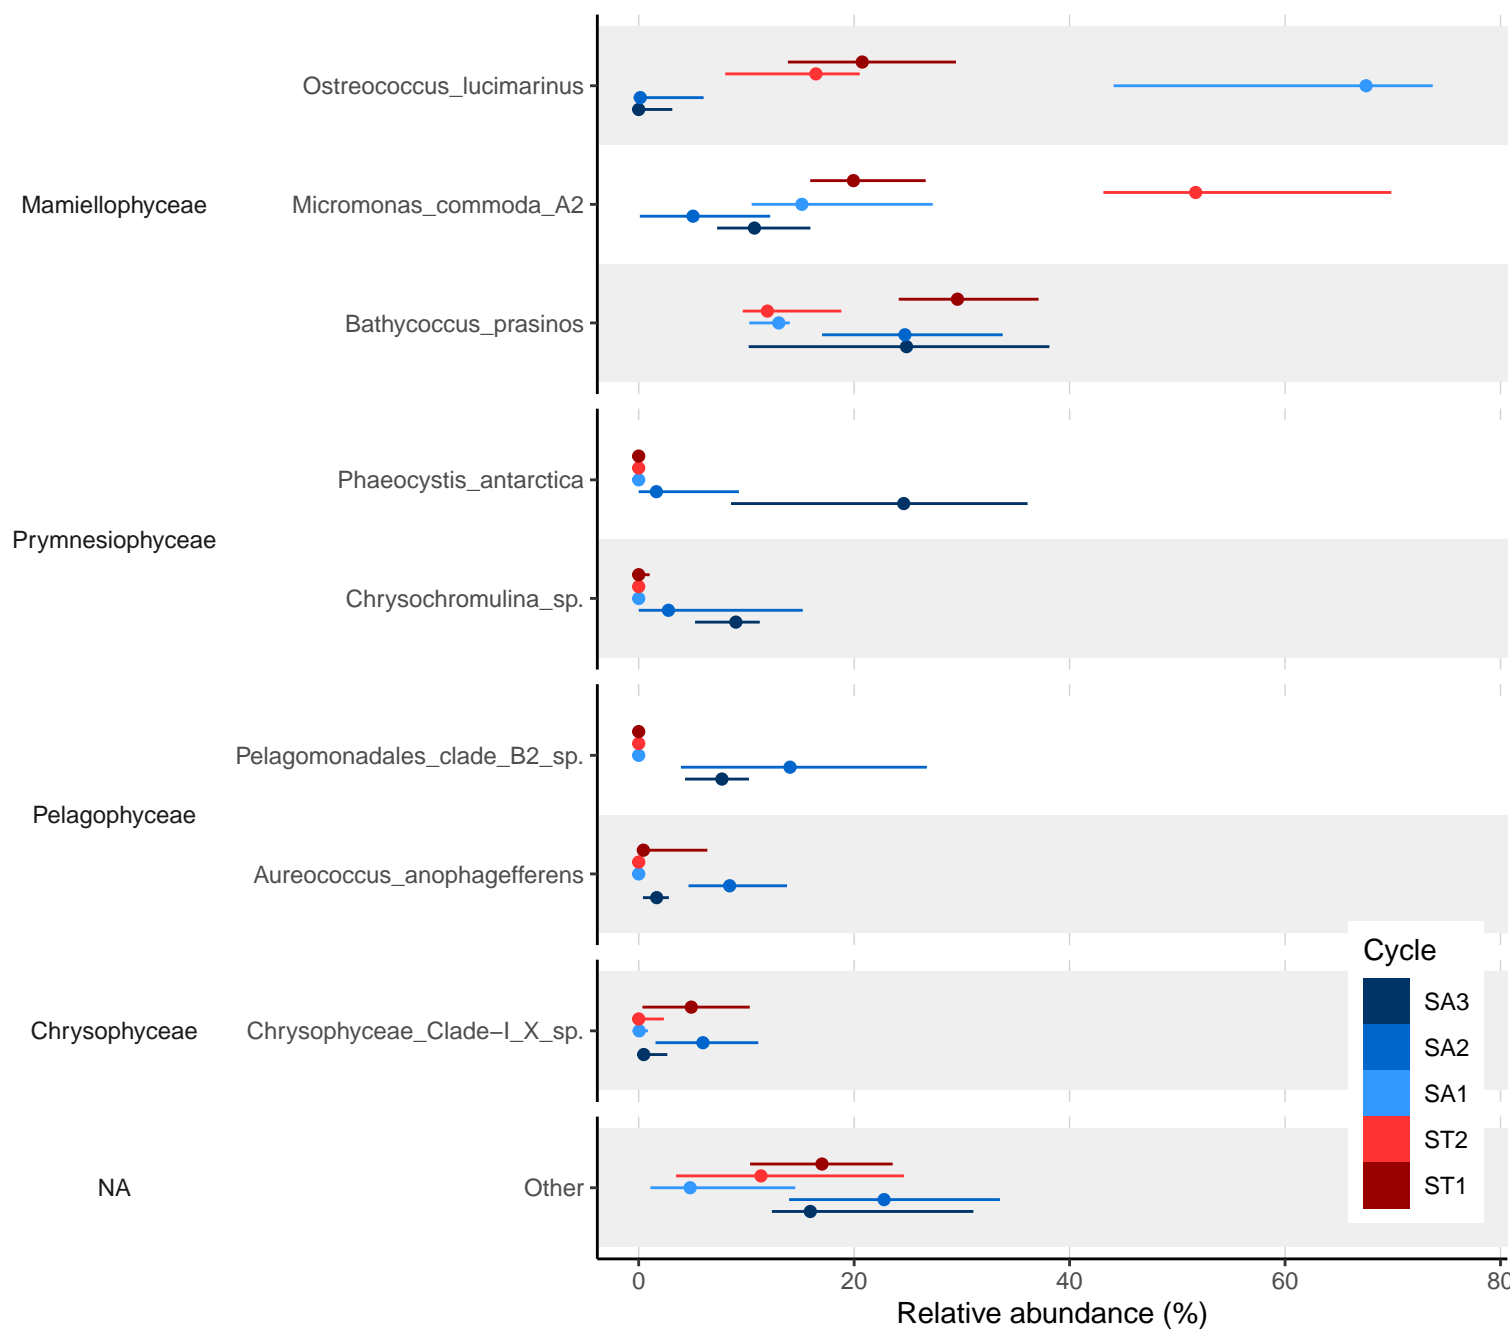 Mamiellophyceae
Ostreococcus_lucimarinus
Micromonas_commoda_A2
Bathycoccus_prasinos
Prymnesiophyceae
Phaeocystis_antarctica
Chrysochromulina_sp.
Pelagophyceae
Pelagomonadales_clade_B2_sp.
Aureococcus_anophagefferens
Chrysophyceae
Chrysophyceae_Clade−I_X_sp.
NA
Other
Cycle
SA3
SA2
SA1
ST2
ST1
0 20 40 60 80
Relative abundance (%)